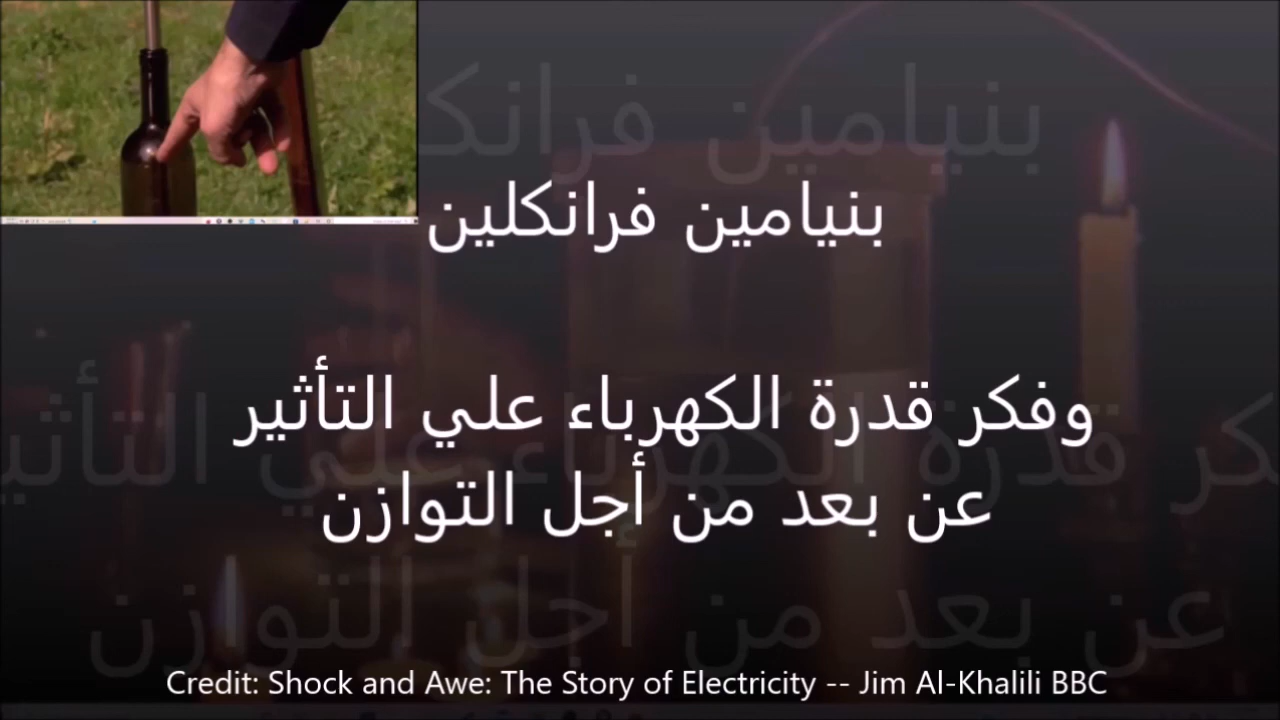 بنيامين فرانكلين
وفكر قدرة الكهرباء علي التأثير
عن بعد من أجل التوازن
Credit: Shock and Awe: The Story of Electricity -- Jim Al-Khalili BBC